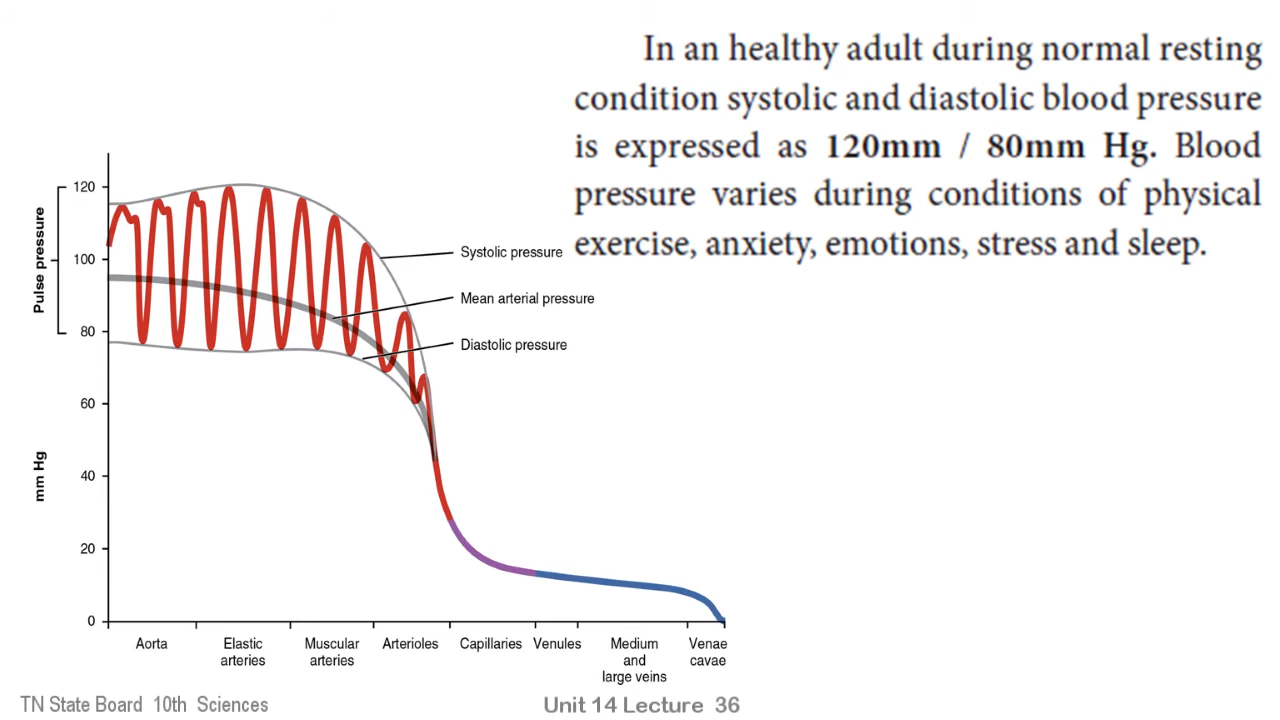 In an healthy adult during normal resting
condition systolic and diastolic blood pressure
is expressed as 120mm / 80mm Hg. Blood
pressure varies during conditions of physical
exercise, anxiety, emotions, stress and sleep.
Pulse pressure
mm Hg
120
100
80
60
40
20
0
Systolic pressure
Mean arterial pressure
Diastolic pressure
Aorta
Elastic
arteries
Muscular
arteries
Arterioles
Capillaries
Venules
Medium
and
large veins
Venae
cavae
TN State Board 10th Sciences
Unit 14 Lecture 36